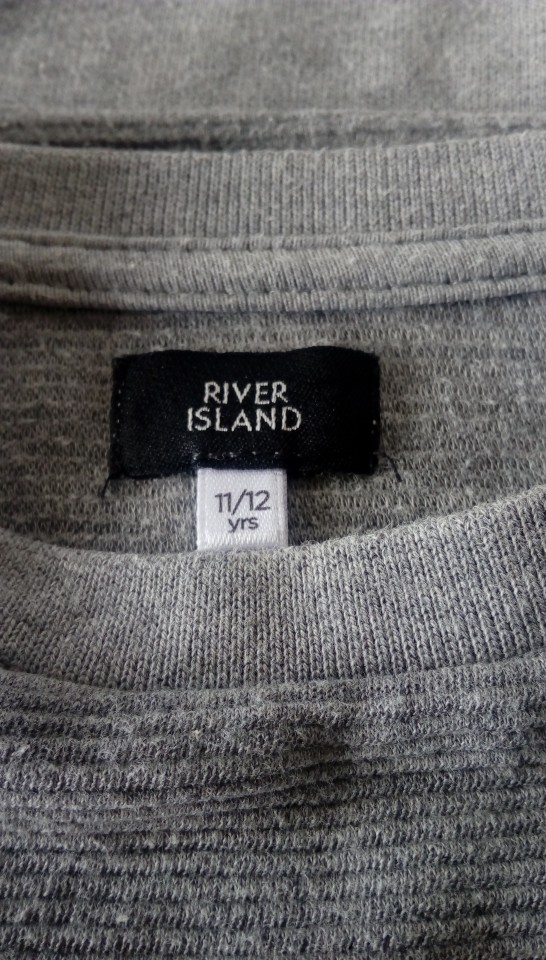 RIVER
ISLAND
11/12
yrs